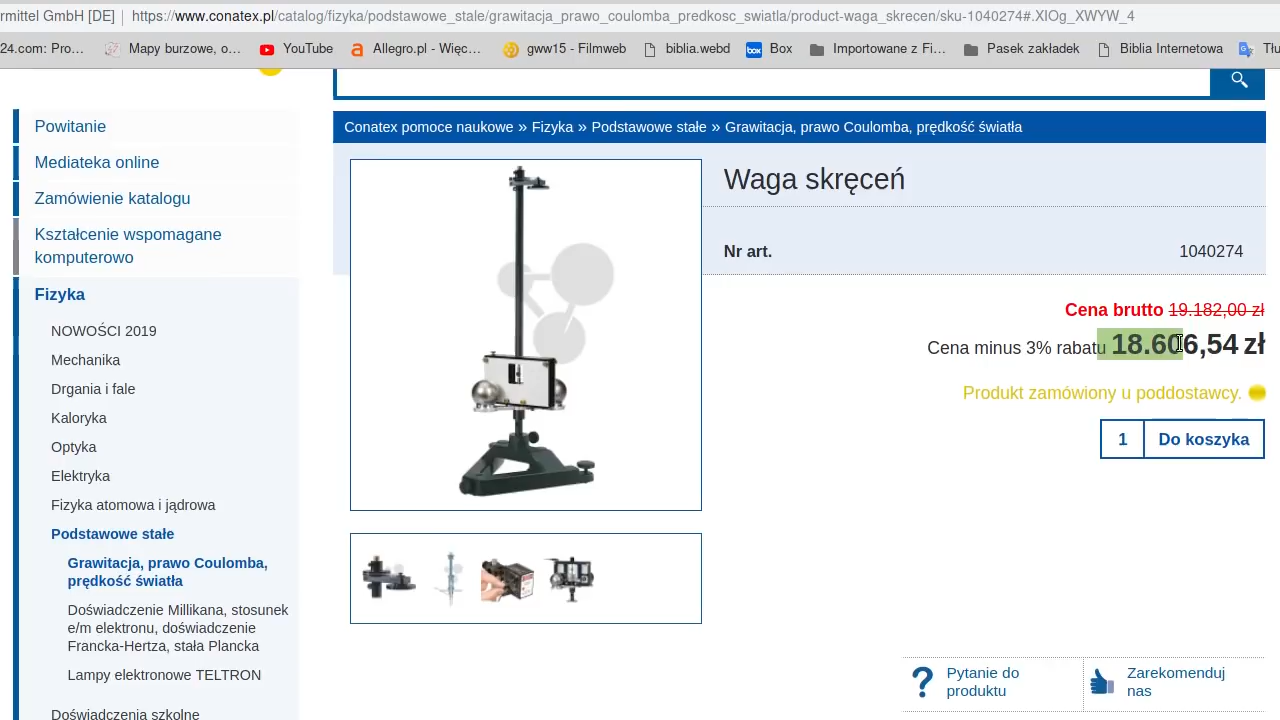 rmittel GmbH [DE] | https://www.conatex.pl/catalog/fizyka/podstawowe_stale/grawitacja_prawo_coulomba_predkosc_swiatla/product-waga_skrecen/sku-1040274#.XIOg_XWYW_4
24.com: Pro… Mapy burzowe, o… YouTube Allegro.pl - Więc… gww15 - Filmweb biblia.webd Box Importowane z Fi… Pasek zakładek Biblia Internetowa Tłu
Powitanie
Mediateka online
Zamówienie katalogu
Kształcenie wspomagane
komputerowo
Fizyka
NOWOŚCI 2019
Mechanika
Drgania i fale
Kaloryka
Optyka
Elektryka
Fizyka atomowa i jądrowa
Podstawowe stałe
Grawitacja, prawo Coulomba,
prędkość światła
Doświadczenie Millikana, stosunek
e/m elektronu, doświadczenie
Francka-Hertza, stała Plancka
Lampy elektronowe TELTRON
Doświadczenia szkolne
Conatex pomoce naukowe » Fizyka » Podstawowe stałe » Grawitacja, prawo Coulomba, prędkość światła
Waga skręceń
Nr art. 1040274
Cena brutto 19.182,00 zł
Cena minus 3% rabatu 18.606,54 zł
Produkt zamówiony u poddostawcy.
1 Do koszyka
Pytanie do
produktu
Zarekomenduj
nas